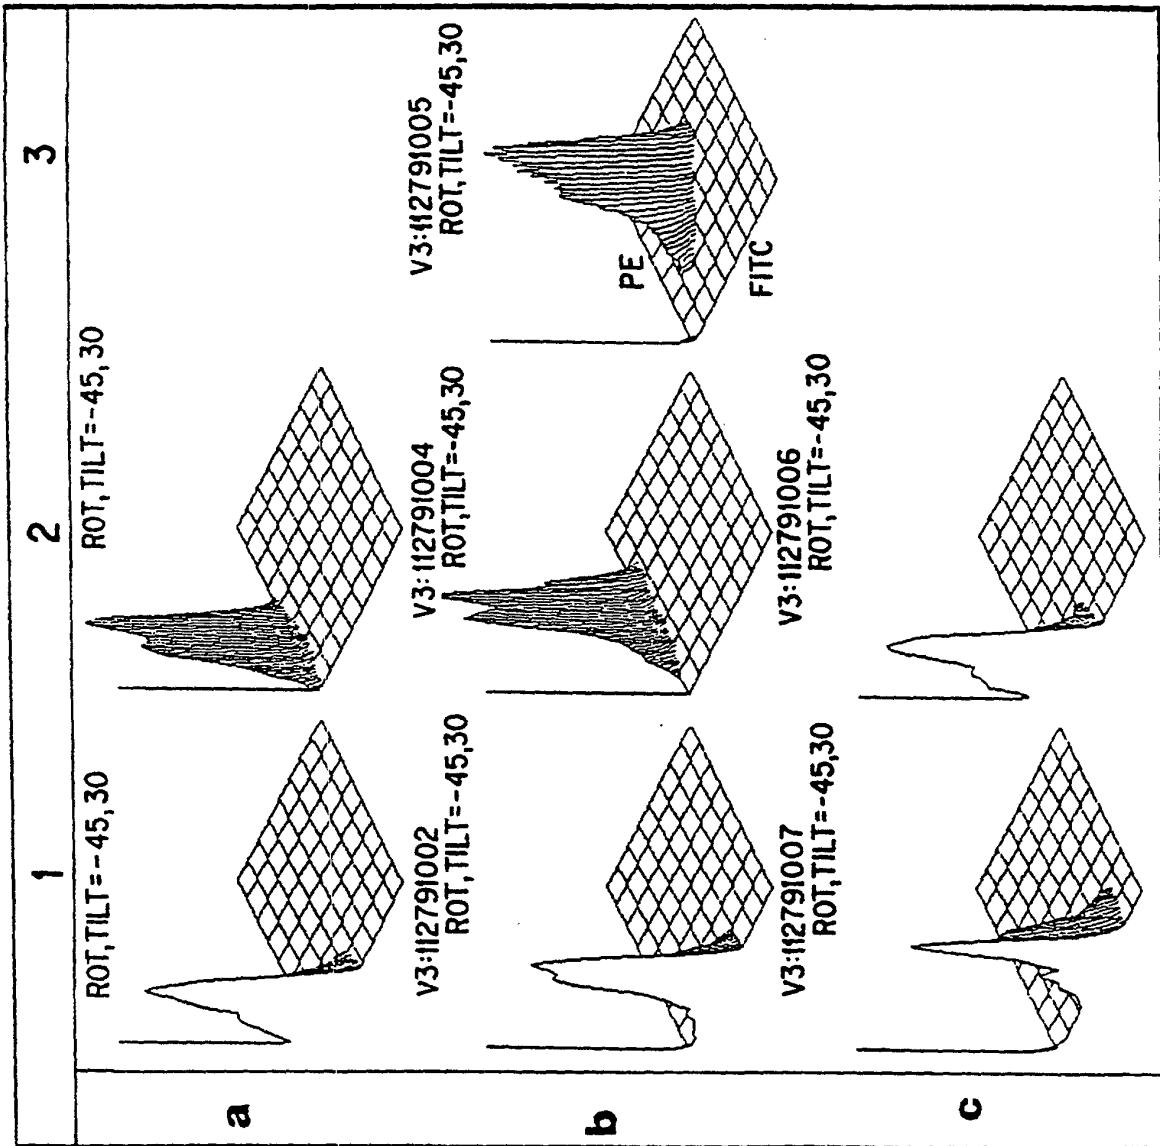 1 2 3
a
ROT,TILT=-45,30
ROT,TILT=-45,30
b
V3:112791002
ROT,TILT=-45,30
V3:112791004
ROT,TILT=-45,30
V3:112791005
ROT,TILT=-45,30
PE
FITC
c
V3:112791007
ROT,TILT=-45,30
V3:112791006
ROT,TILT=-45,30